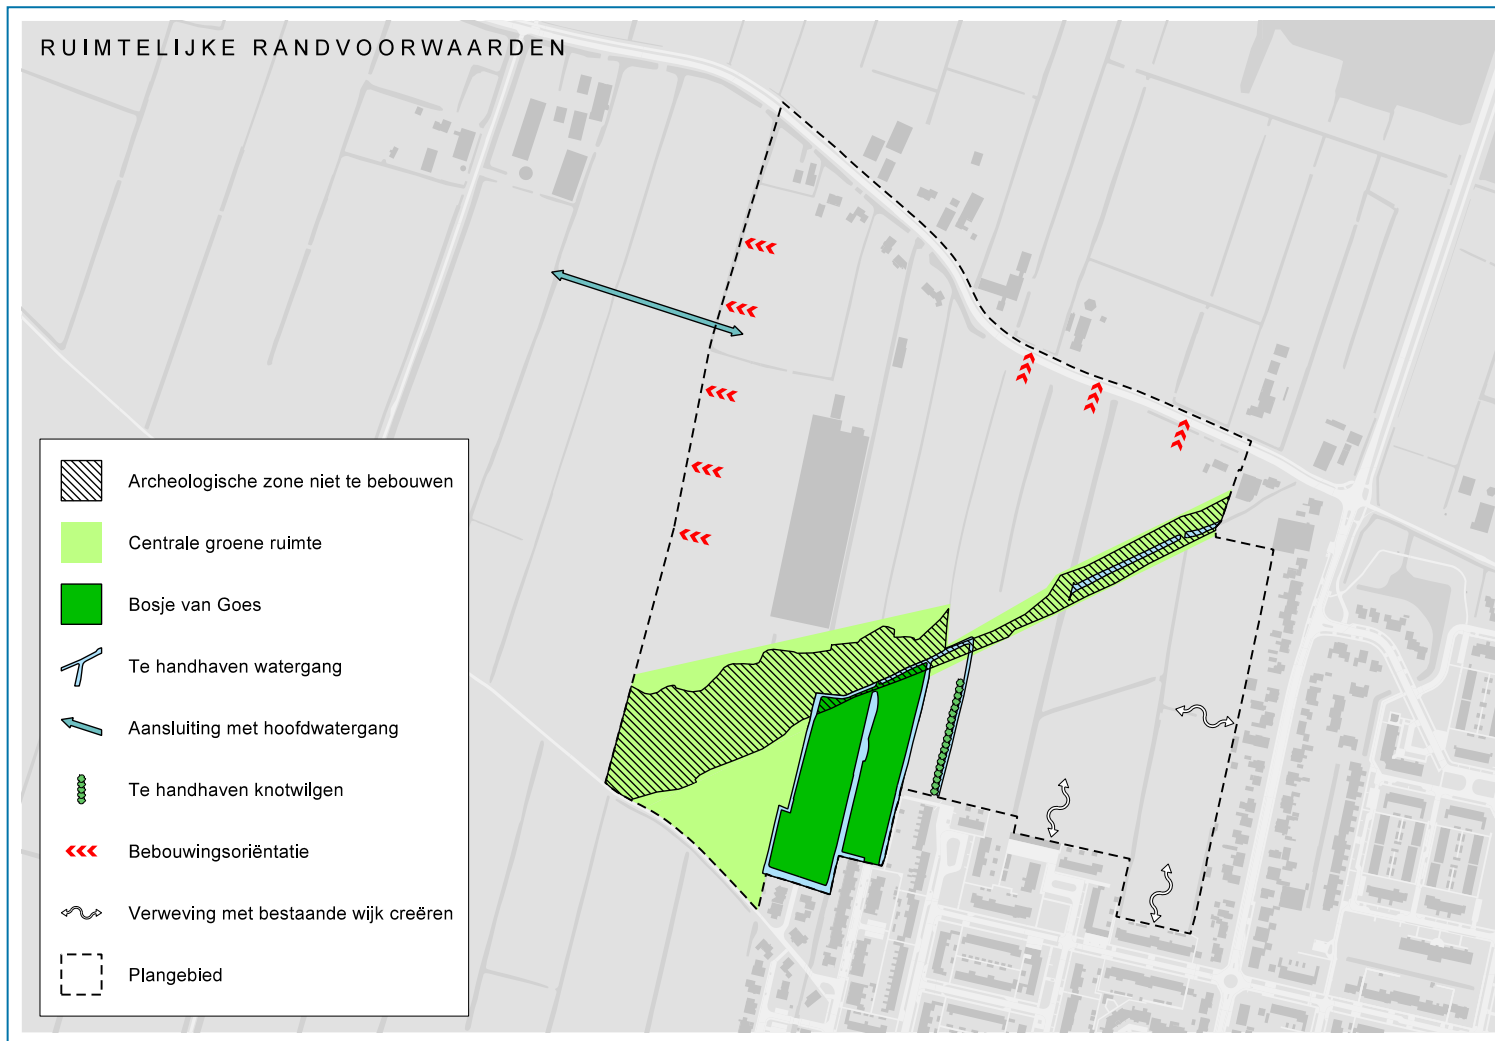 RUIMTELIJKE RANDVOORWAARDEN
Archeologische zone niet te bebouwen
Centrale groene ruimte
Bosje van Goes
Te handhaven watergang
Aansluiting met hoofdwatergang
Te handhaven knotwilgen
Bebouwingsoriëntatie
Verweving met bestaande wijk creëren
Plangebied